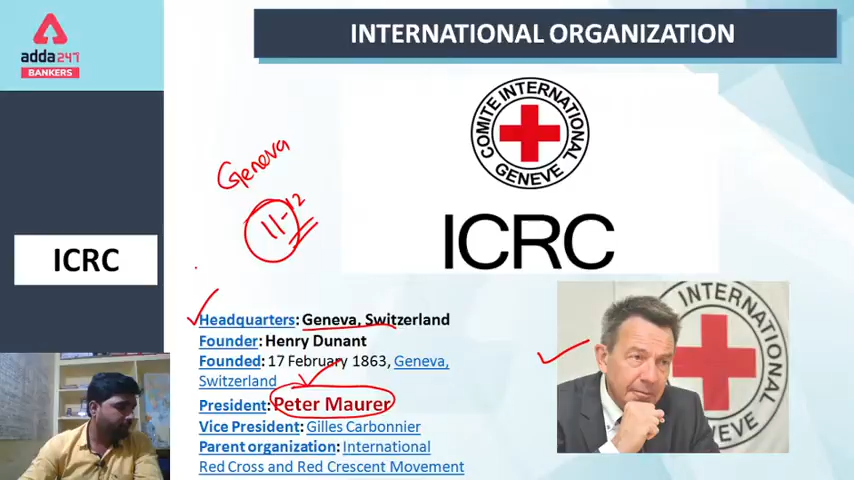 adda247
BANKERS
INTERNATIONAL ORGANIZATION
COMITE INTERNATIONAL GENEVE
ICRC
Geneva
11-12
ICRC
Headquarters: Geneva, Switzerland
Founder: Henry Dunant
Founded: 17 February 1863, Geneva,
Switzerland
President: Peter Maurer
Vice President: Gilles Carbonnier
Parent organization: International
Red Cross and Red Crescent Movement
INTERNATIONAL
GENEVE